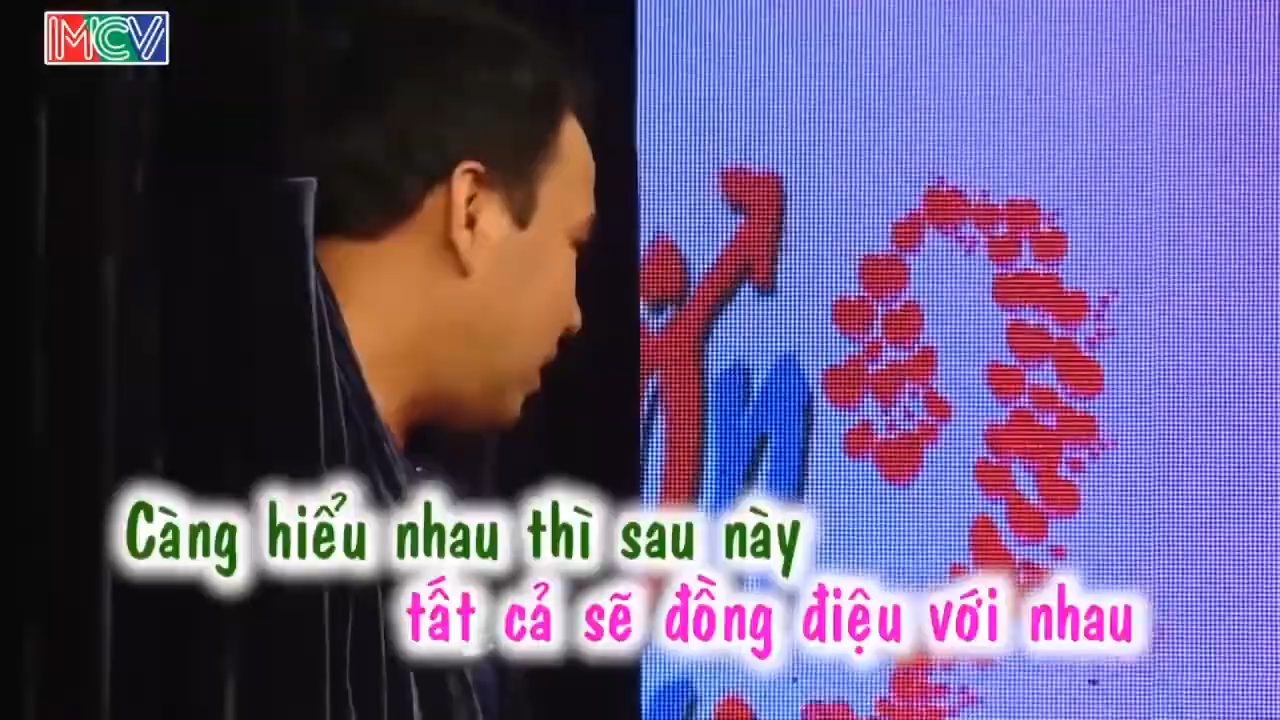 MCV
Càng hiểu nhau thì sau này
tất cả sẽ đồng điệu với nhau